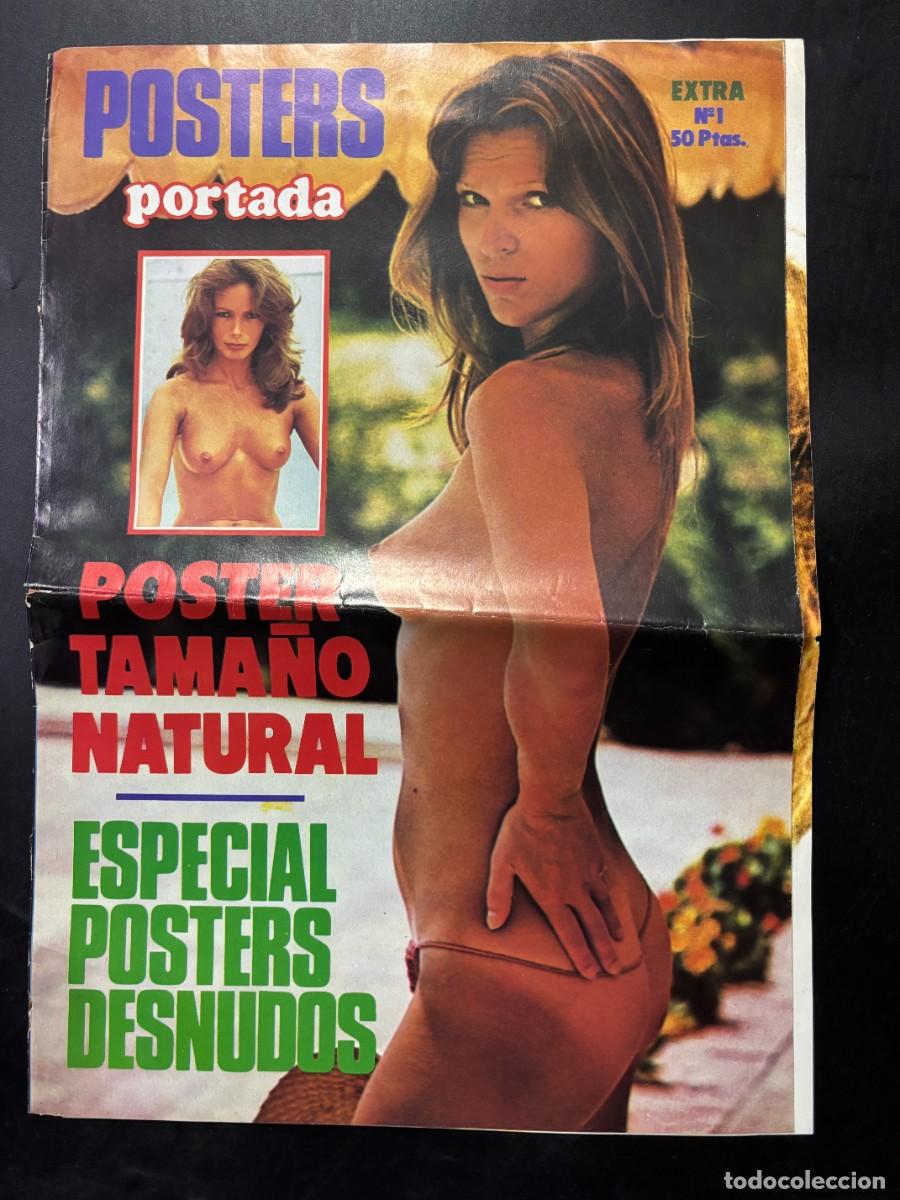 POSTERS
portada
EXTRA
Nº1
50 Ptas.
POSTER
TAMAÑO
NATURAL
ESPECIAL
POSTERS
DESNUDOS
todocoleccion